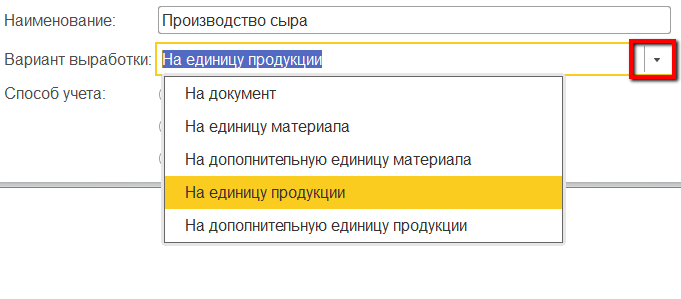 Наименование: Производство сыра
Вариант выработки: На единицу продукции
Способ учета:
На документ
На единицу материала
На дополнительную единицу материала
На единицу продукции
На дополнительную единицу продукции